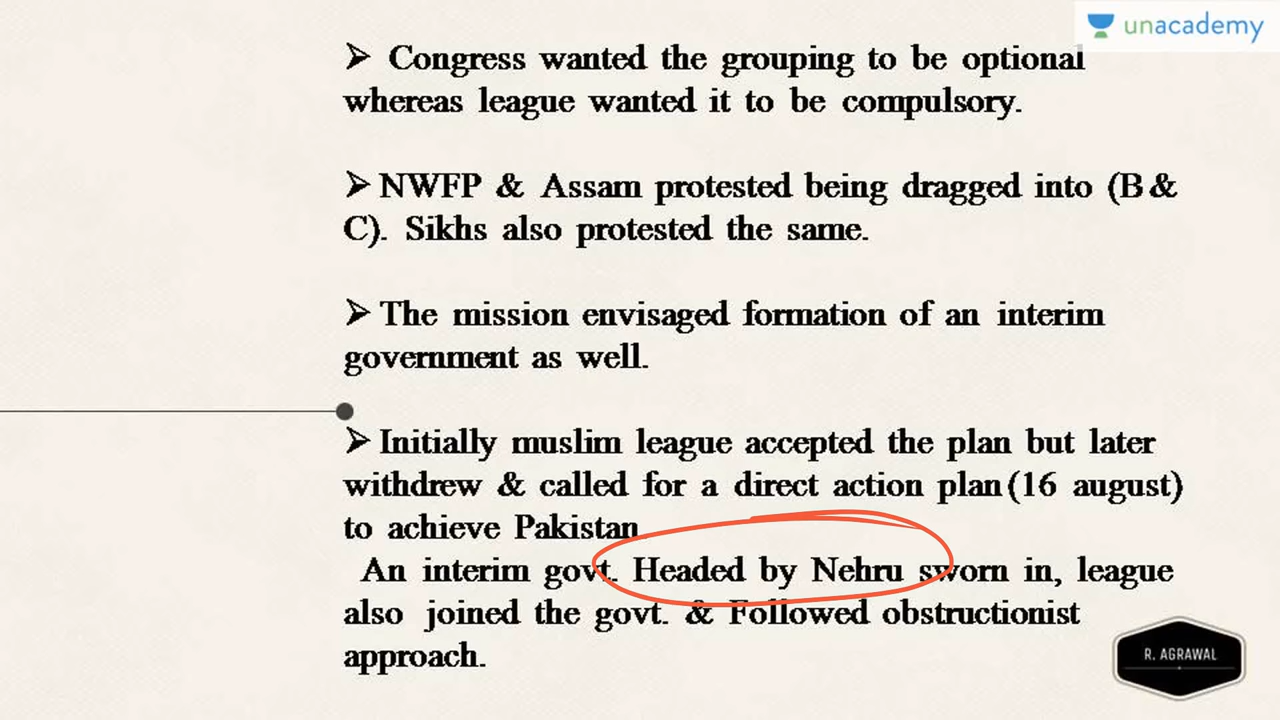 unacademy
➢ Congress wanted the grouping to be optional
whereas league wanted it to be compulsory.
➢ NWFP & Assam protested being dragged into (B &
C). Sikhs also protested the same.
➢ The mission envisaged formation of an interim
government as well.
➢ Initially muslim league accepted the plan but later
withdrew & called for a direct action plan (16 august)
to achieve Pakistan.
An interim govt. Headed by Nehru sworn in, league
also joined the govt. & Followed obstructionist
approach.
R. AGRAWAL